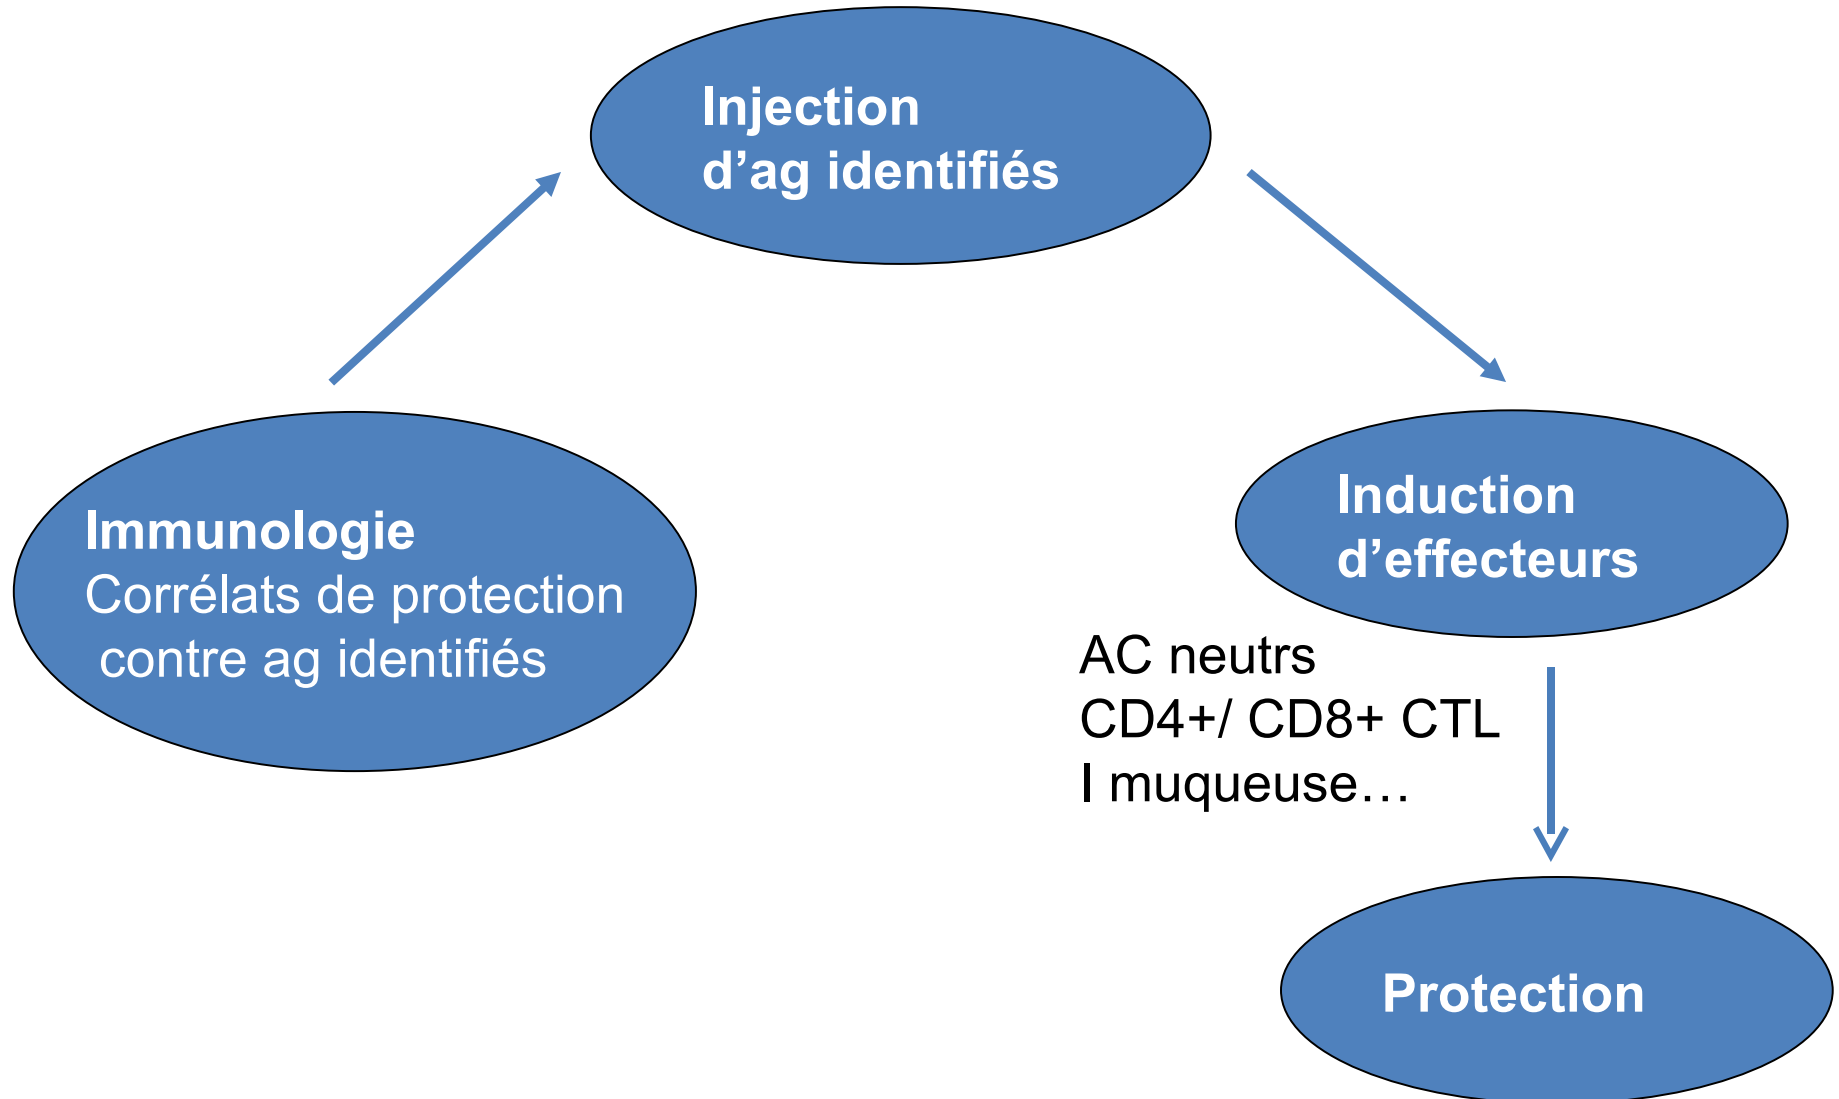 Injection
d’ag identifiés
Immunologie
Corrélats de protection
contre ag identifiés
Induction
d’effecteurs
AC neutrs
CD4+/ CD8+ CTL
I muqueuse…
Protection